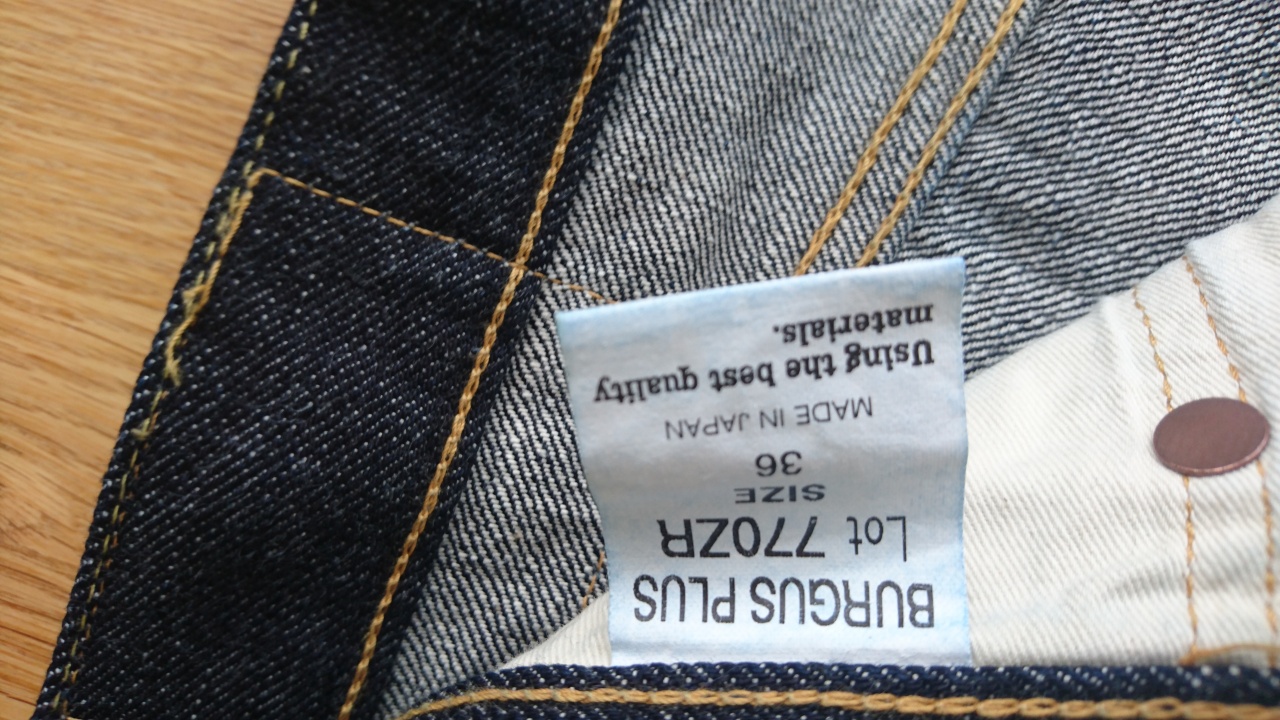 BURGUS PLUS
Lot 770ZR
SIZE
36
MADE IN JAPAN
Using the best quality
materials.